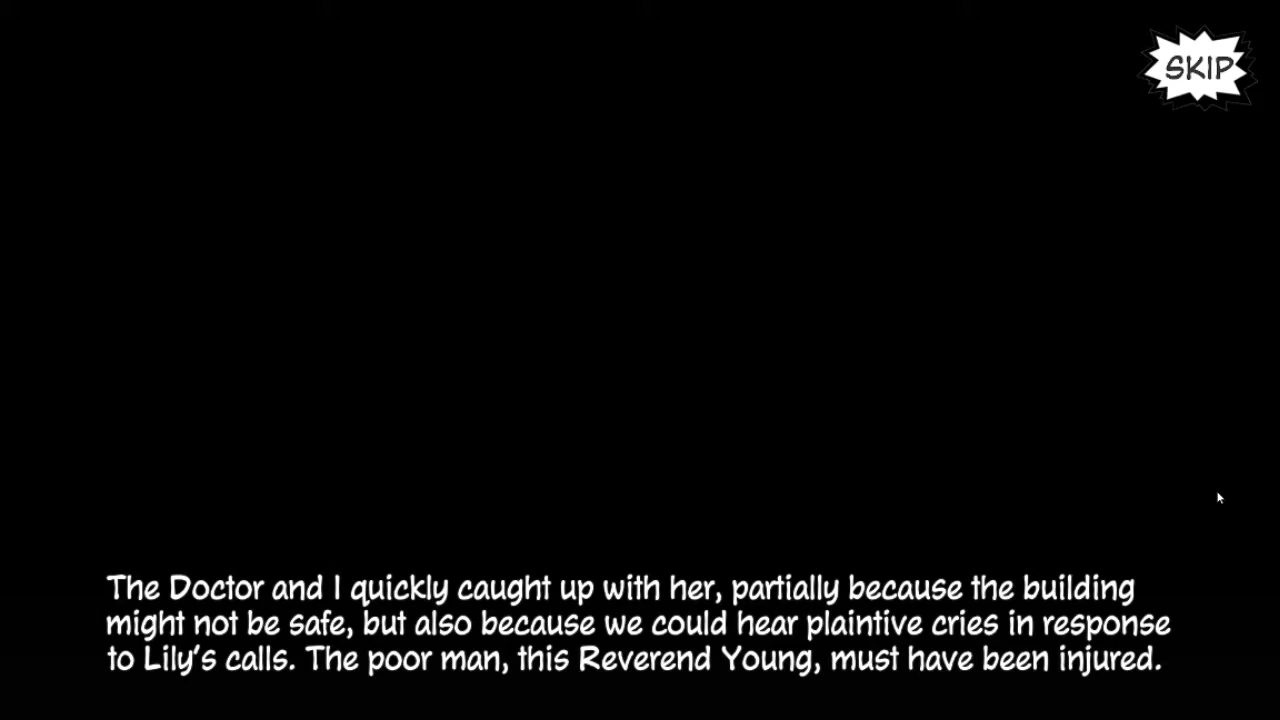 SKIP
The Doctor and I quickly caught up with her, partially because the building
might not be safe, but also because we could hear plaintive cries in response
to Lily's calls. The poor man, this Reverend Young, must have been injured.